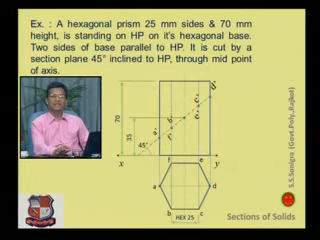 Ex. : A hexagonal prism 25 mm sides & 70 mm
height, is standing on HP on it's hexagonal base.
Two sides of base parallel to HP. It is cut by a
section plane 45° inclined to HP, through mid point
of axis.
70
35
45°
a'
b'
f'
c'
e'
d'
x
y
f
e
a
d
b
c
HEX 25
S.S.Sonigra (Govt.Poly.,Rajkot)
Sections of Solids